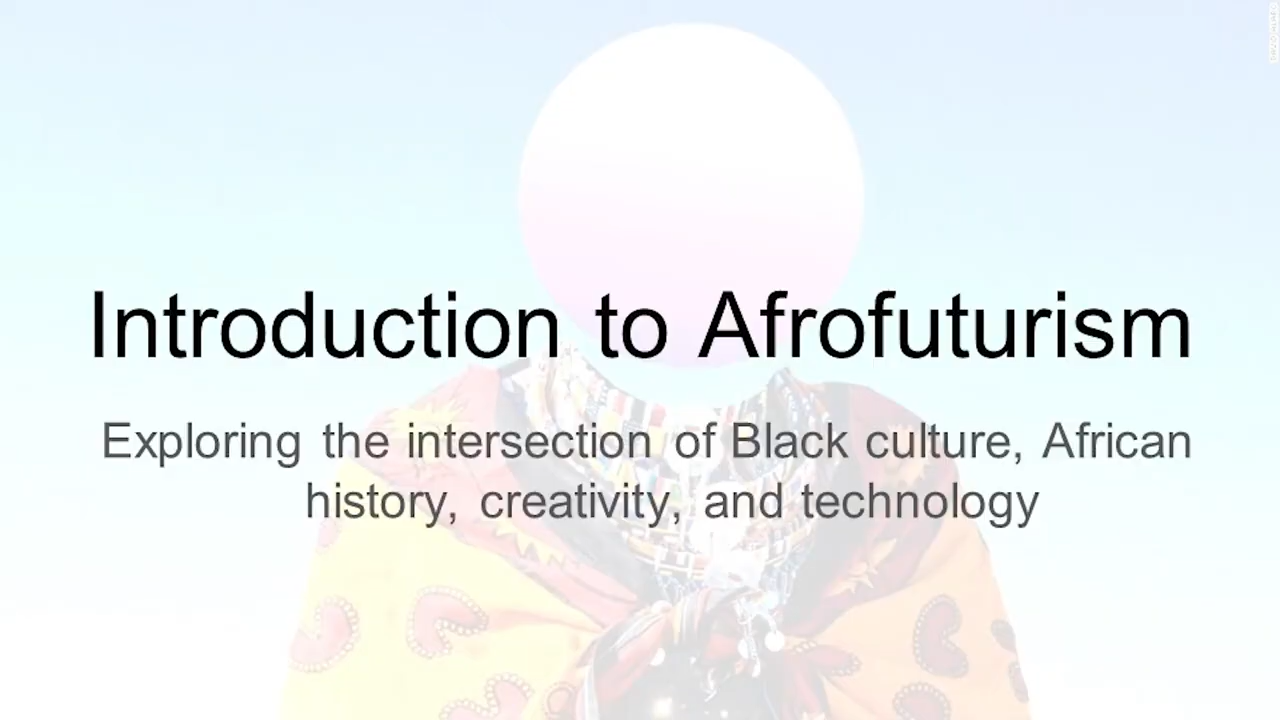 Introduction to Afrofuturism
Exploring the intersection of Black culture, African
history, creativity, and technology